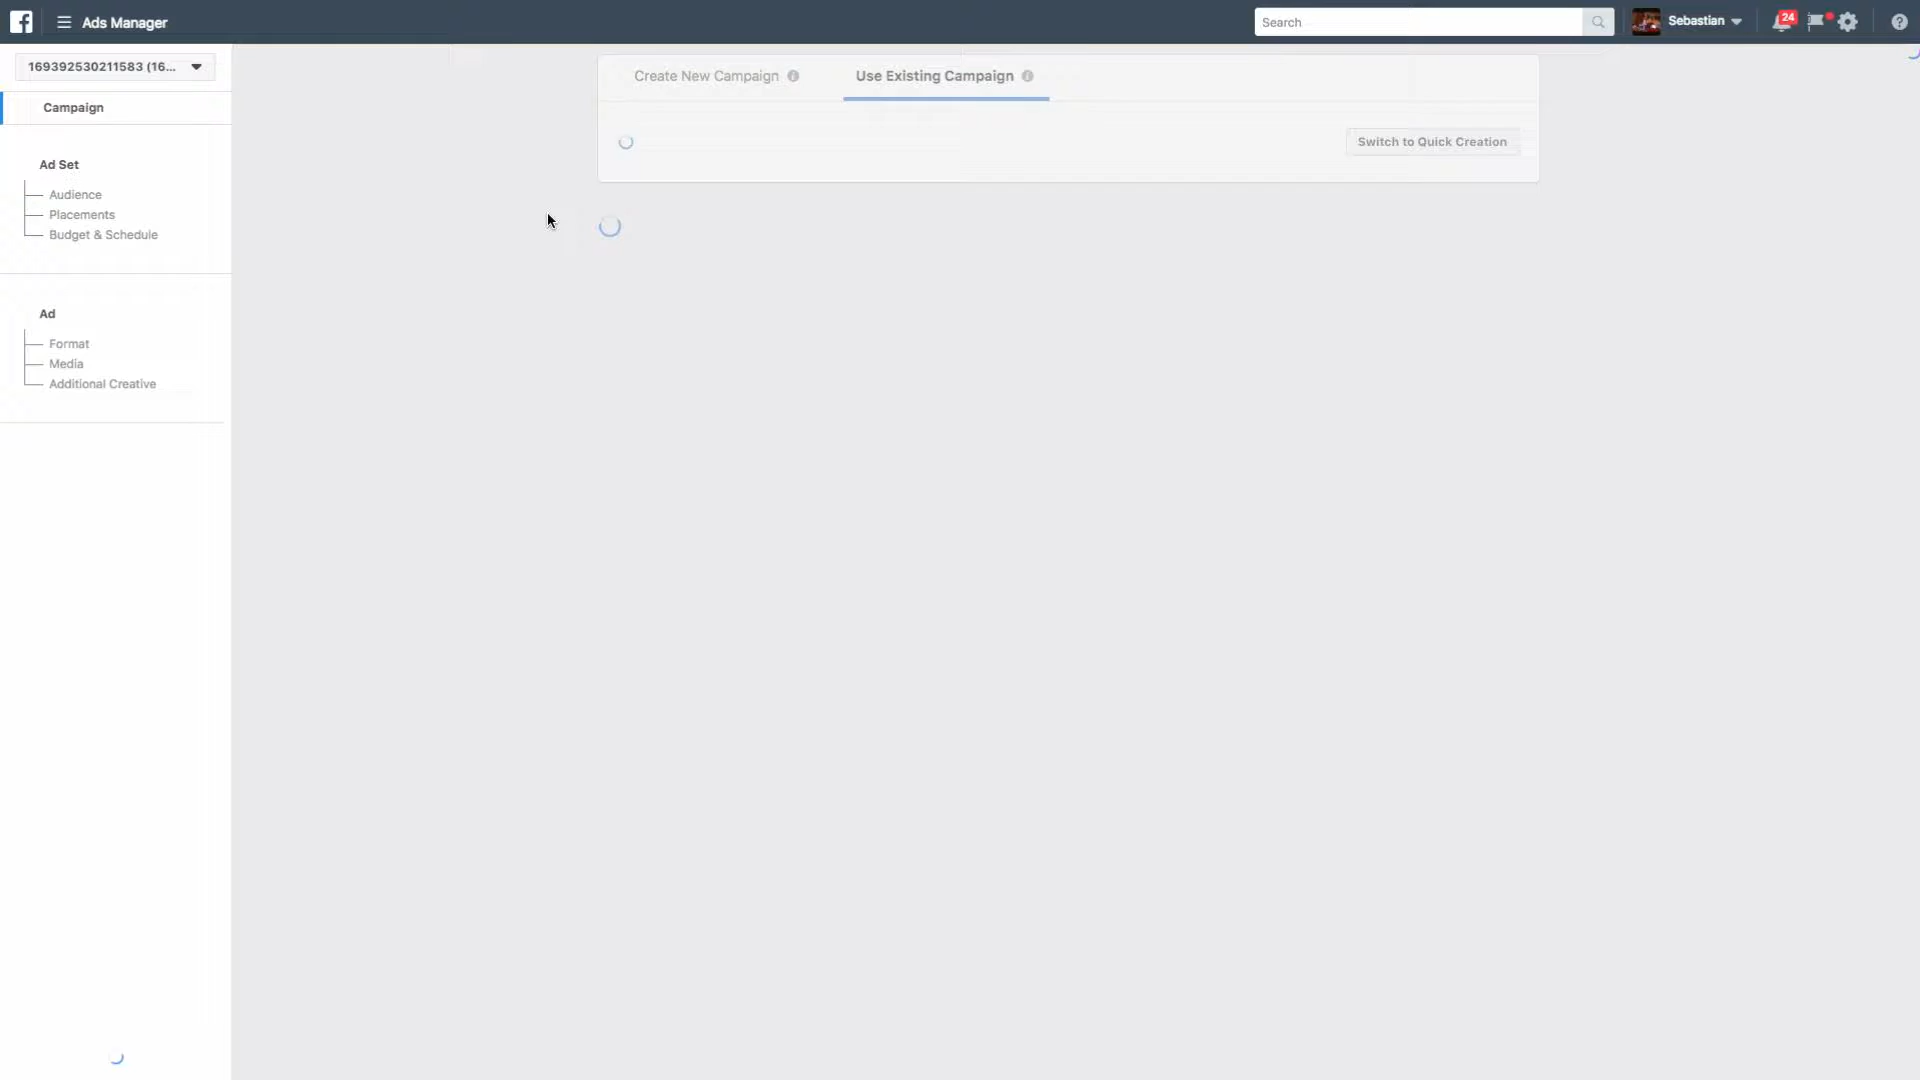 Ads Manager
Search
Sebastian
24
169392530211583 (16...
Campaign
Ad Set
Audience
Placements
Budget & Schedule
Ad
Format
Media
Additional Creative
Create New Campaign
Use Existing Campaign
Switch to Quick Creation